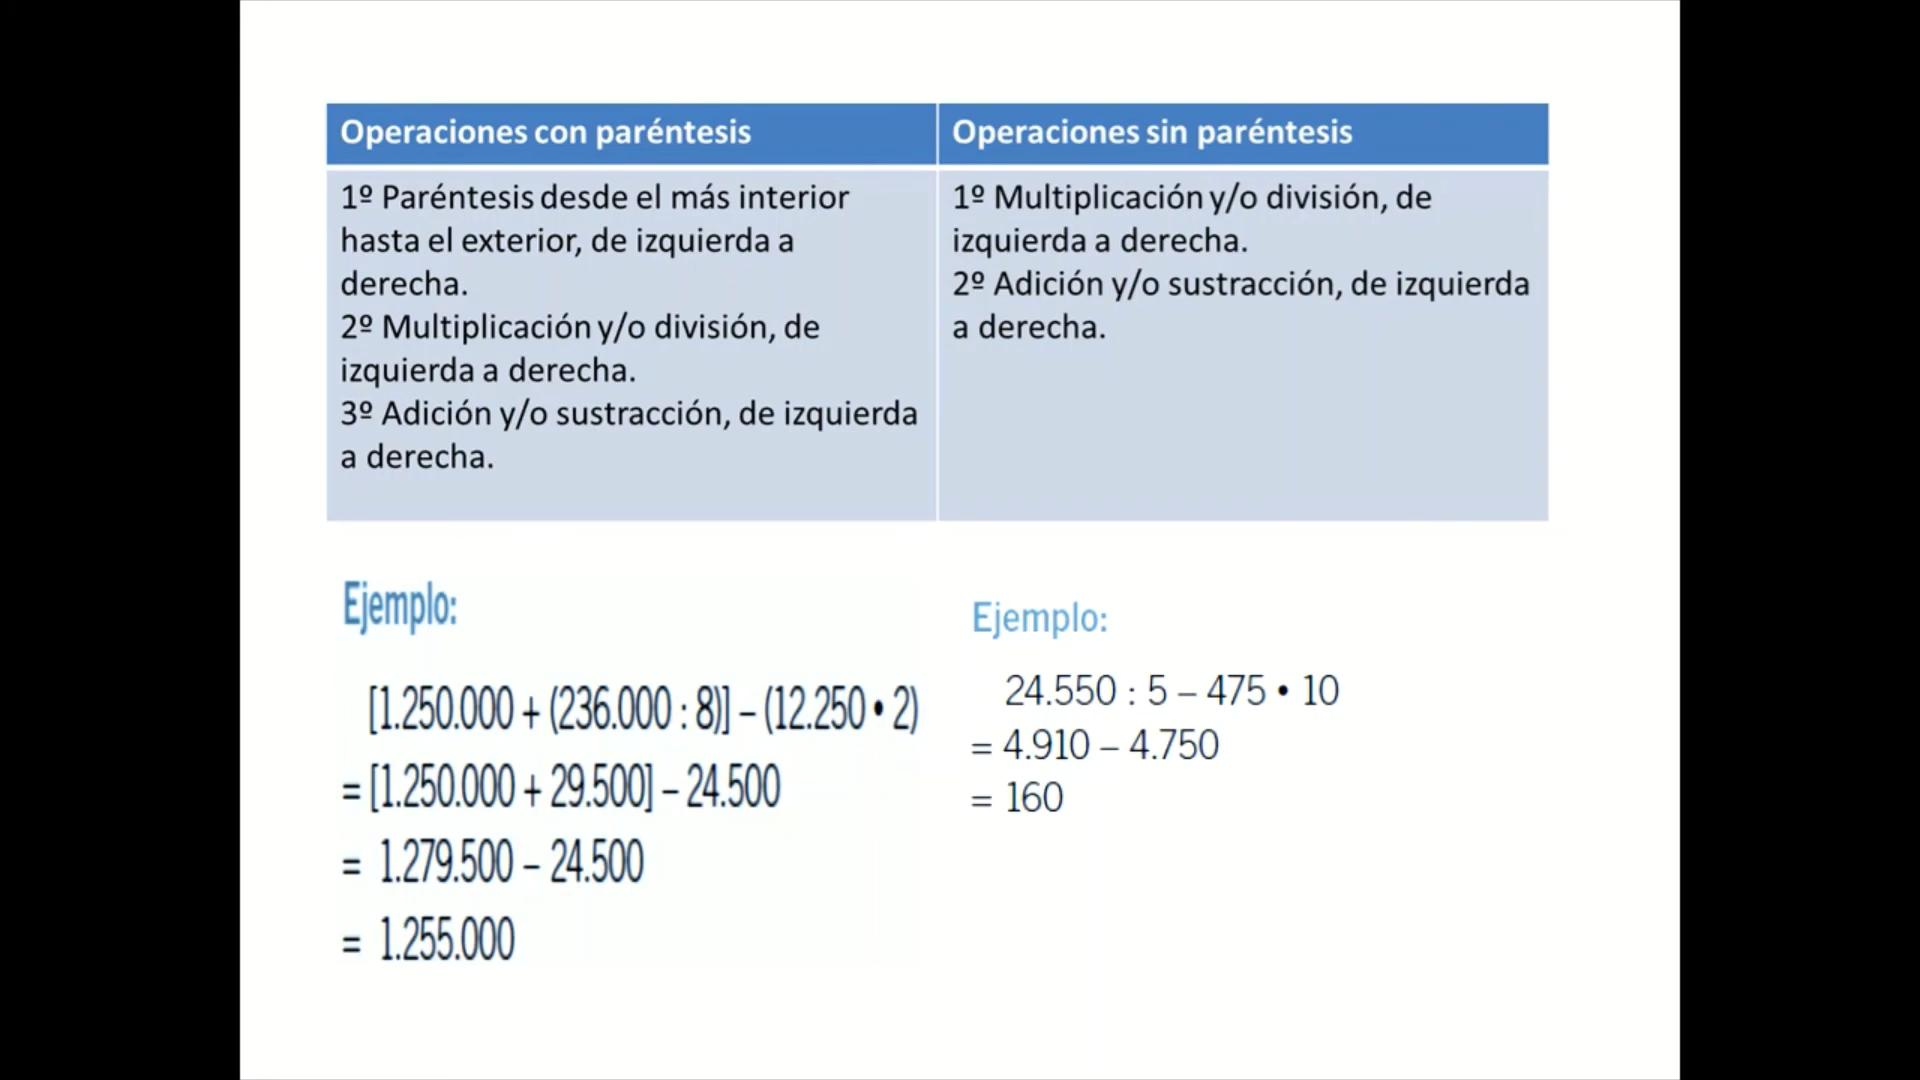 Operaciones con paréntesis
1º Paréntesis desde el más interior
hasta el exterior, de izquierda a
derecha.
2º Multiplicación y/o división, de
izquierda a derecha.
3º Adición y/o sustracción, de izquierda
a derecha.
Operaciones sin paréntesis
1º Multiplicación y/o división, de
izquierda a derecha.
2º Adición y/o sustracción, de izquierda
a derecha.
Ejemplo:
[1.250.000 + (236.000 : 8)] – (12.250 • 2)
= [1.250.000 + 29.500] – 24.500
= 1.279.500 – 24.500
= 1.255.000
Ejemplo:
24.550 : 5 – 475 • 10
= 4.910 – 4.750
= 160